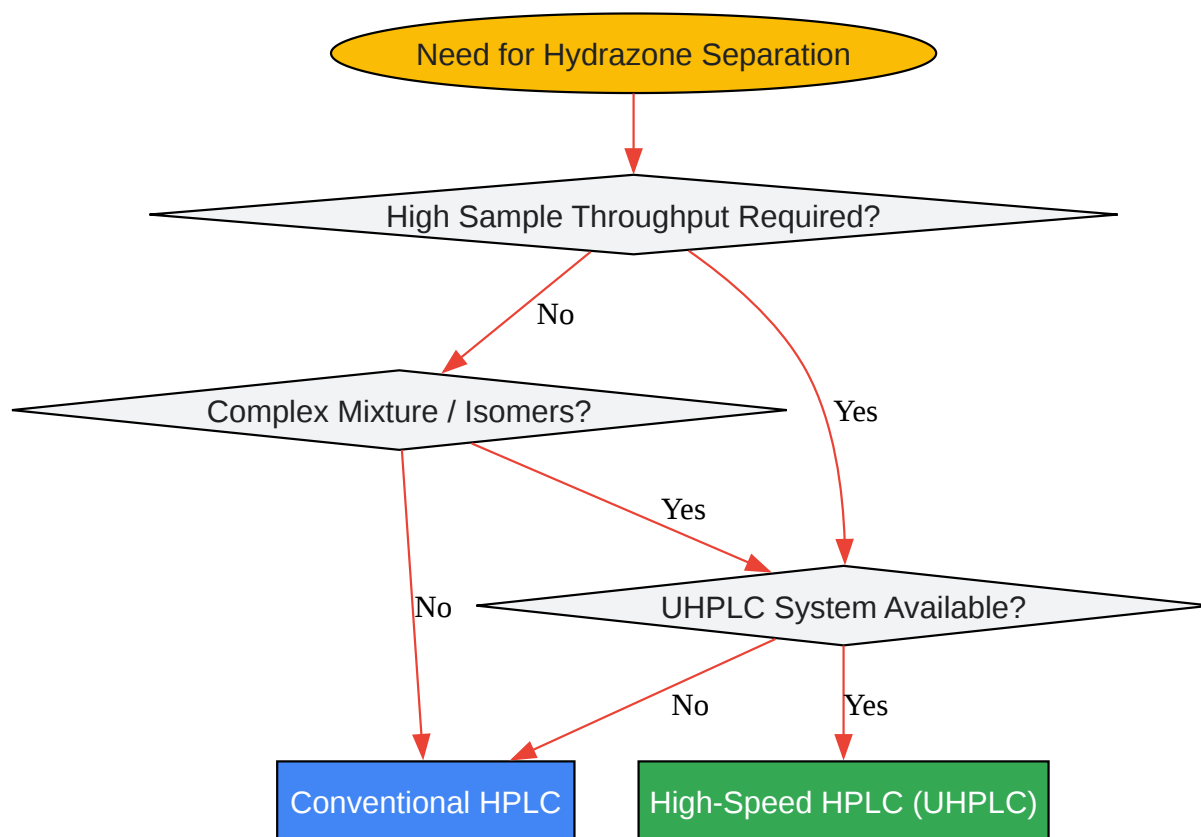 Need for Hydrazone Separation
High Sample Throughput Required?
No
Complex Mixture / Isomers?
Yes
Yes
No
UHPLC System Available?
No
Yes
Conventional HPLC
High-Speed HPLC (UHPLC)